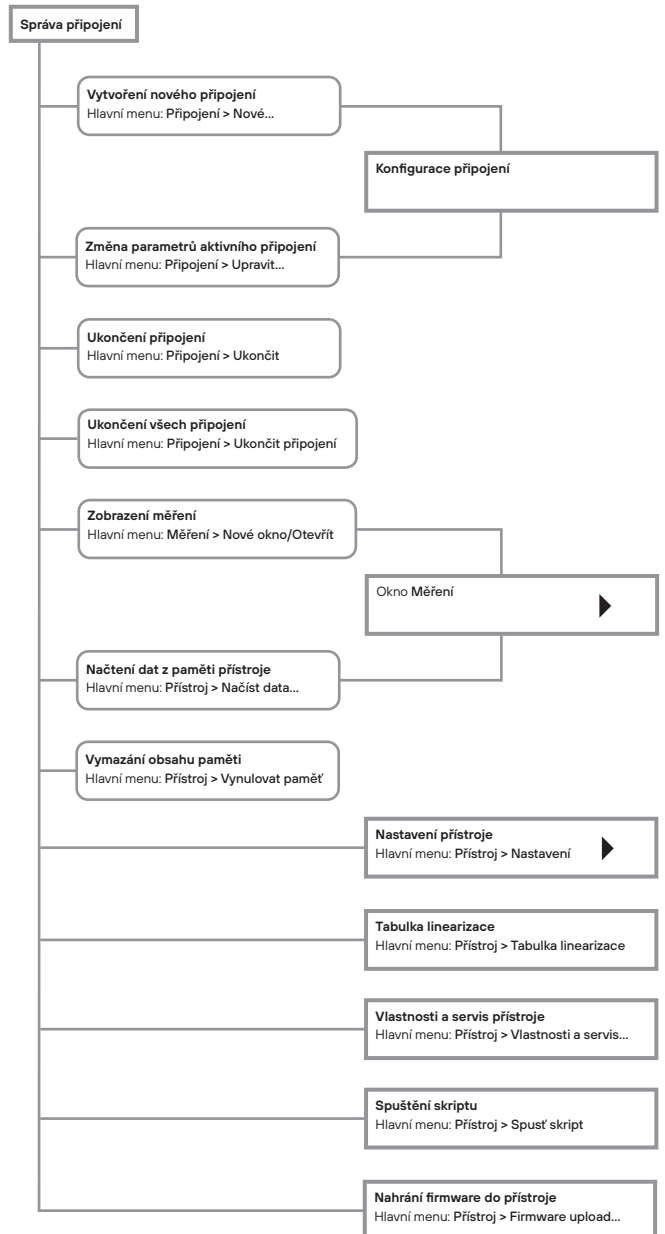 Správa připojení
Vytvoření nového připojení
Hlavní menu: Připojení > Nové...
Konfigurace připojení
Změna parametrů aktivního připojení
Hlavní menu: Připojení > Upravit...
Ukončení připojení
Hlavní menu: Připojení > Ukončit
Ukončení všech připojení
Hlavní menu: Připojení > Ukončit připojení
Zobrazení měření
Hlavní menu: Měření > Nové okno/Otevřít
Okno Měření
Načtení dat z paměti přístroje
Hlavní menu: Přístroj > Načíst data...
Vymazání obsahu paměti
Hlavní menu: Přístroj > Vynulovat paměť
Nastavení přístroje
Hlavní menu: Přístroj > Nastavení
Tabulka linearizace
Hlavní menu: Přístroj > Tabulka linearizace
Vlastnosti a servis přístroje
Hlavní menu: Přístroj > Vlastnosti a servis...
Spuštění skriptu
Hlavní menu: Přístroj > Spusť skript
Nahrání firmware do přístroje
Hlavní menu: Přístroj > Firmware upload...